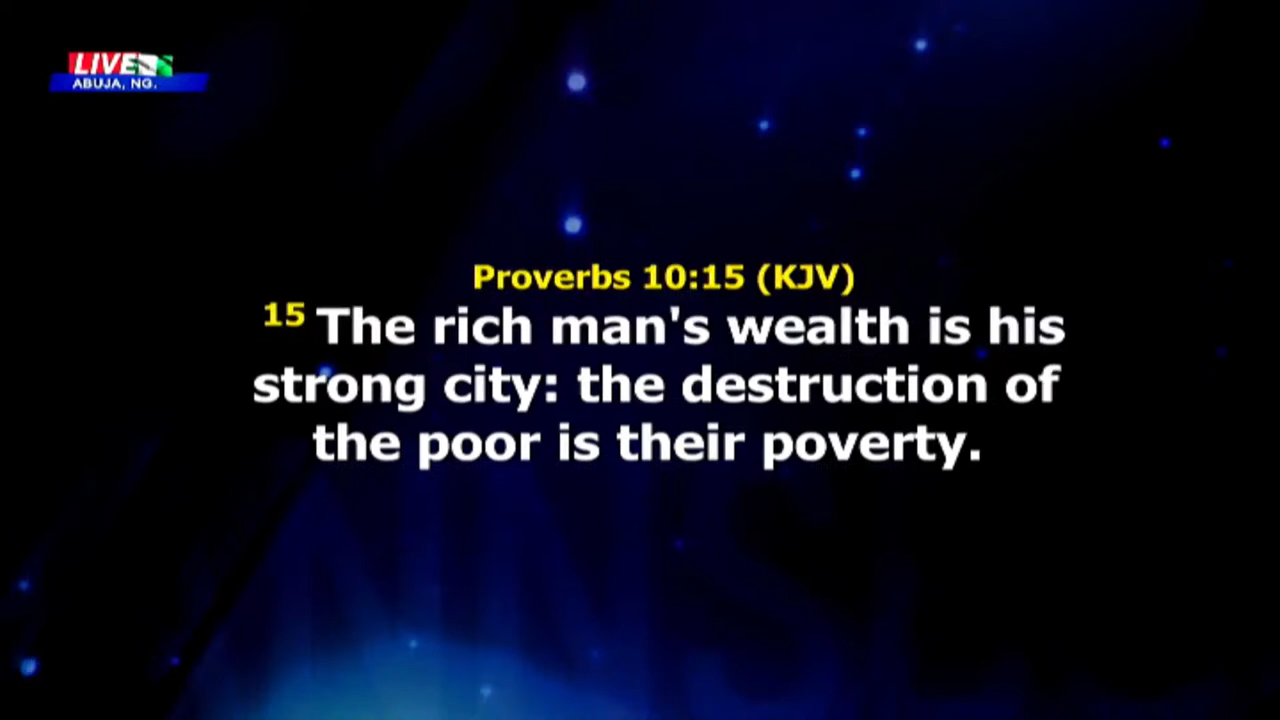 LIVE
ABUJA, NG.
Proverbs 10:15 (KJV)
15 The rich man's wealth is his
strong city: the destruction of
the poor is their poverty.